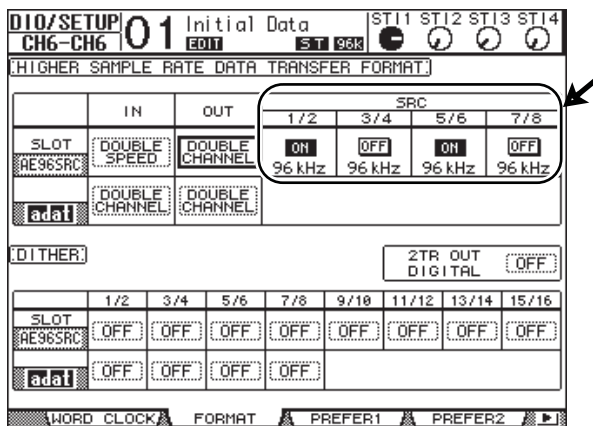 DIO/SETUP 01 Initial Data ST11 ST12 ST13 ST14
CH6-CH6 EDIT ST 96k
HIGHER SAMPLE RATE DATA TRANSFER FORMAT
IN OUT SRC
1/2 3/4 5/6 7/8
SLOT DOUBLE SPEED DOUBLE CHANNEL ON OFF ON OFF
AE96SRC 96 kHz 96 kHz 96 kHz 96 kHz
adat DOUBLE CHANNEL DOUBLE CHANNEL
DITHER
2TR OUT DIGITAL OFF
1/2 3/4 5/6 7/8 9/10 11/12 13/14 15/16
SLOT AE96SRC OFF OFF OFF OFF OFF OFF OFF OFF
adat OFF OFF OFF OFF
WORD CLOCK FORMAT PREFER1 PREFER2